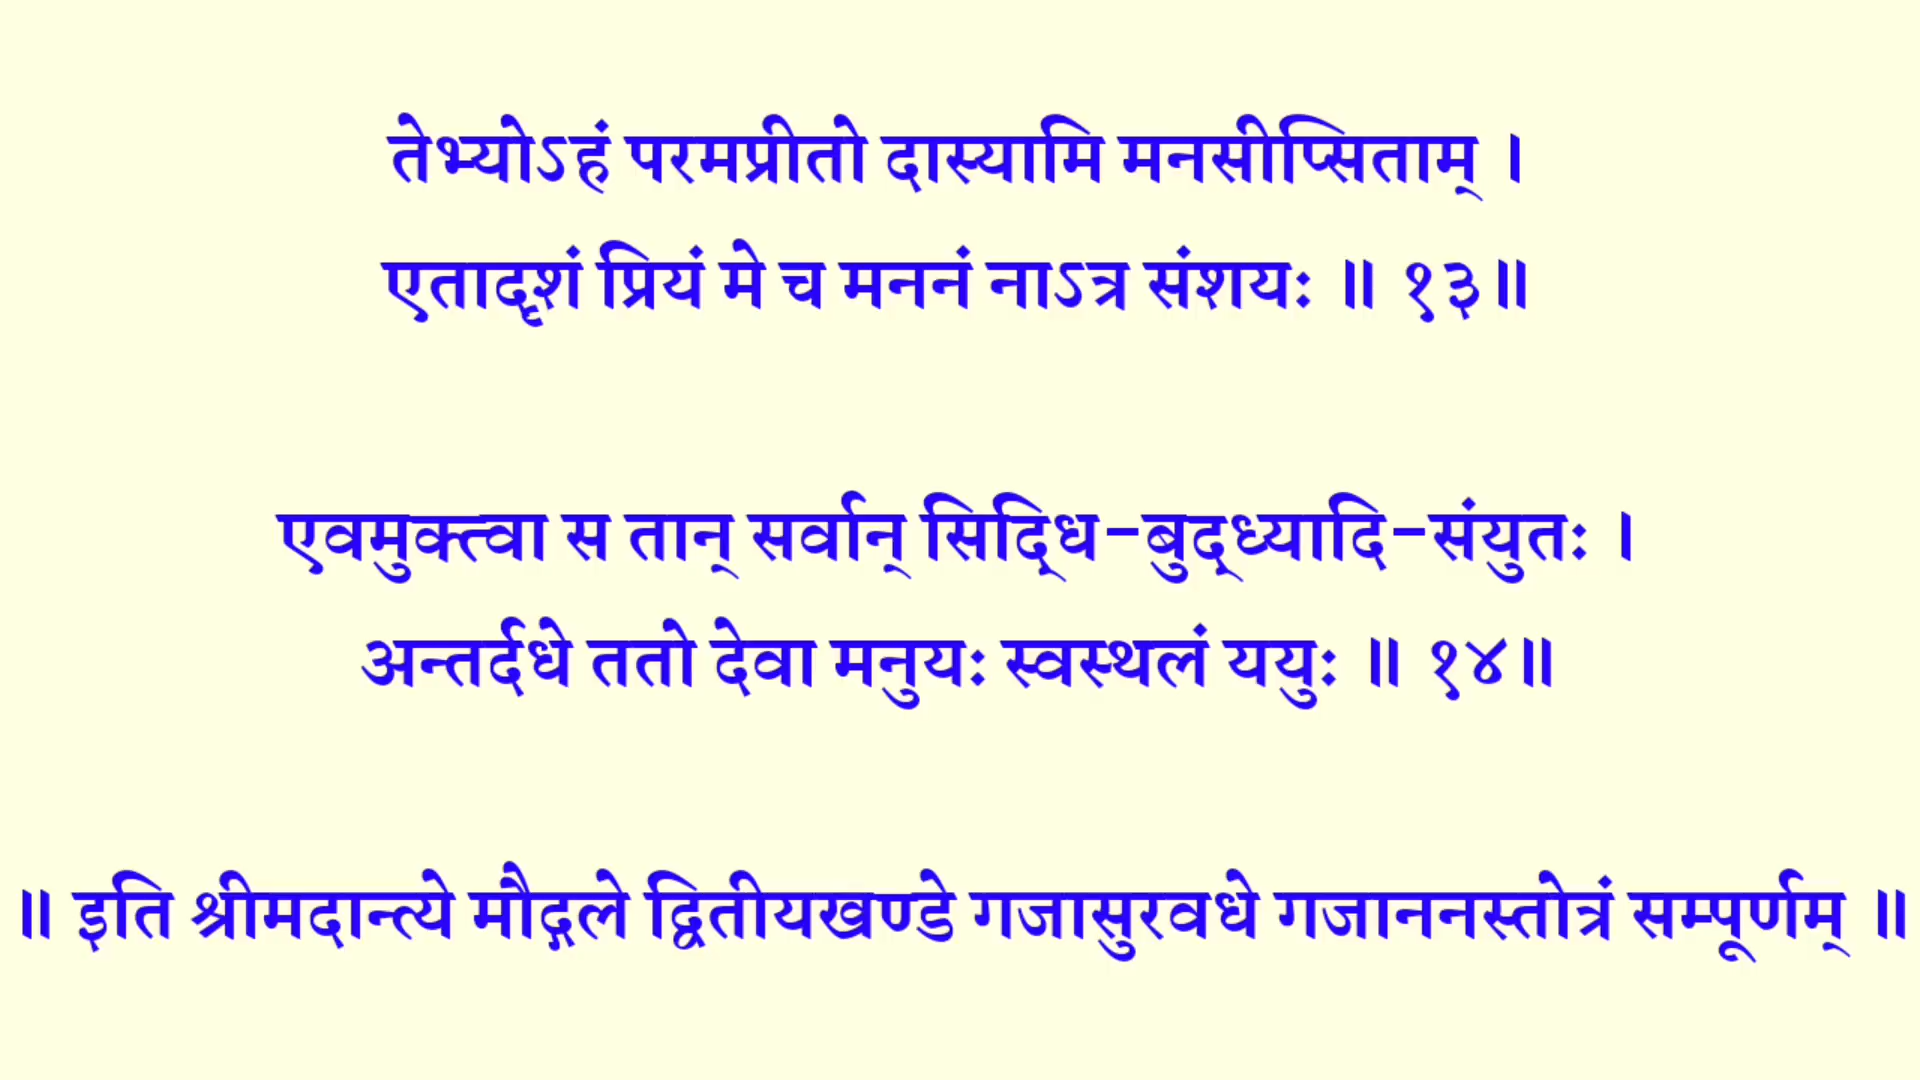 तेभ्योऽहं परमप्रीतो दास्यामि मनसीप्सिताम् ।
एतादृशं प्रियं मे च मननं नाऽत्र संशयः ॥ १३॥
एवमुक्त्वा स तान् सर्वान् सिद्धि-बुद्ध्यादि-संयुतः ।
अन्तर्दधे ततो देवा मनुयः स्वस्थलं ययुः ॥ १४॥
॥ इति श्रीमदान्त्ये मौद्गले द्वितीयखण्डे गजासुरवधे गजाननस्तोत्रं सम्पूर्णम् ॥